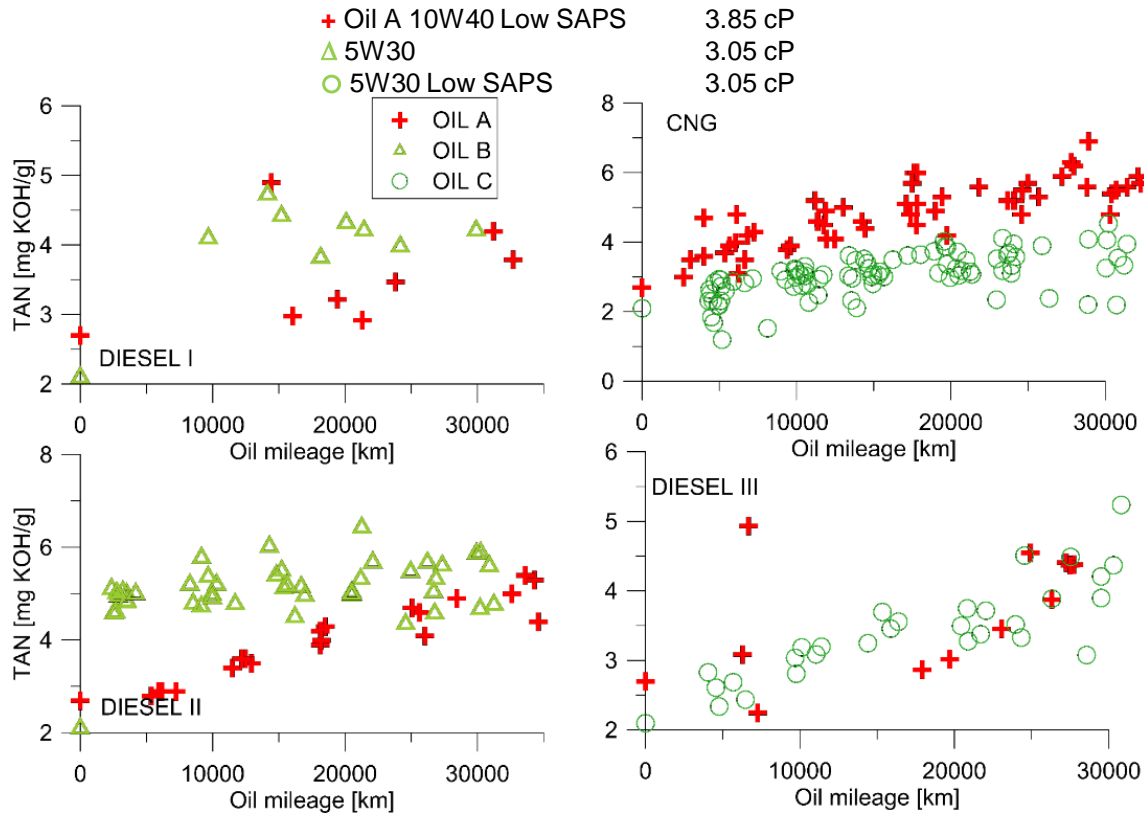 Oil A 10W40 Low SAPS 3.85 cP
5W30 3.05 cP
5W30 Low SAPS 3.05 cP
OIL A
OIL B
OIL C
TAN [mg KOH/g]
6
5
4
3
2
DIESEL I
0 10000 20000 30000
Oil mileage [km]
8
6
4
2
0
CNG
0 10000 20000 30000
Oil mileage [km]
TAN [mg KOH/g]
8
6
4
2
DIESEL II
0 10000 20000 30000
Oil mileage [km]
6
5
4
3
2
DIESEL III
0 10000 20000 30000
Oil mileage [km]